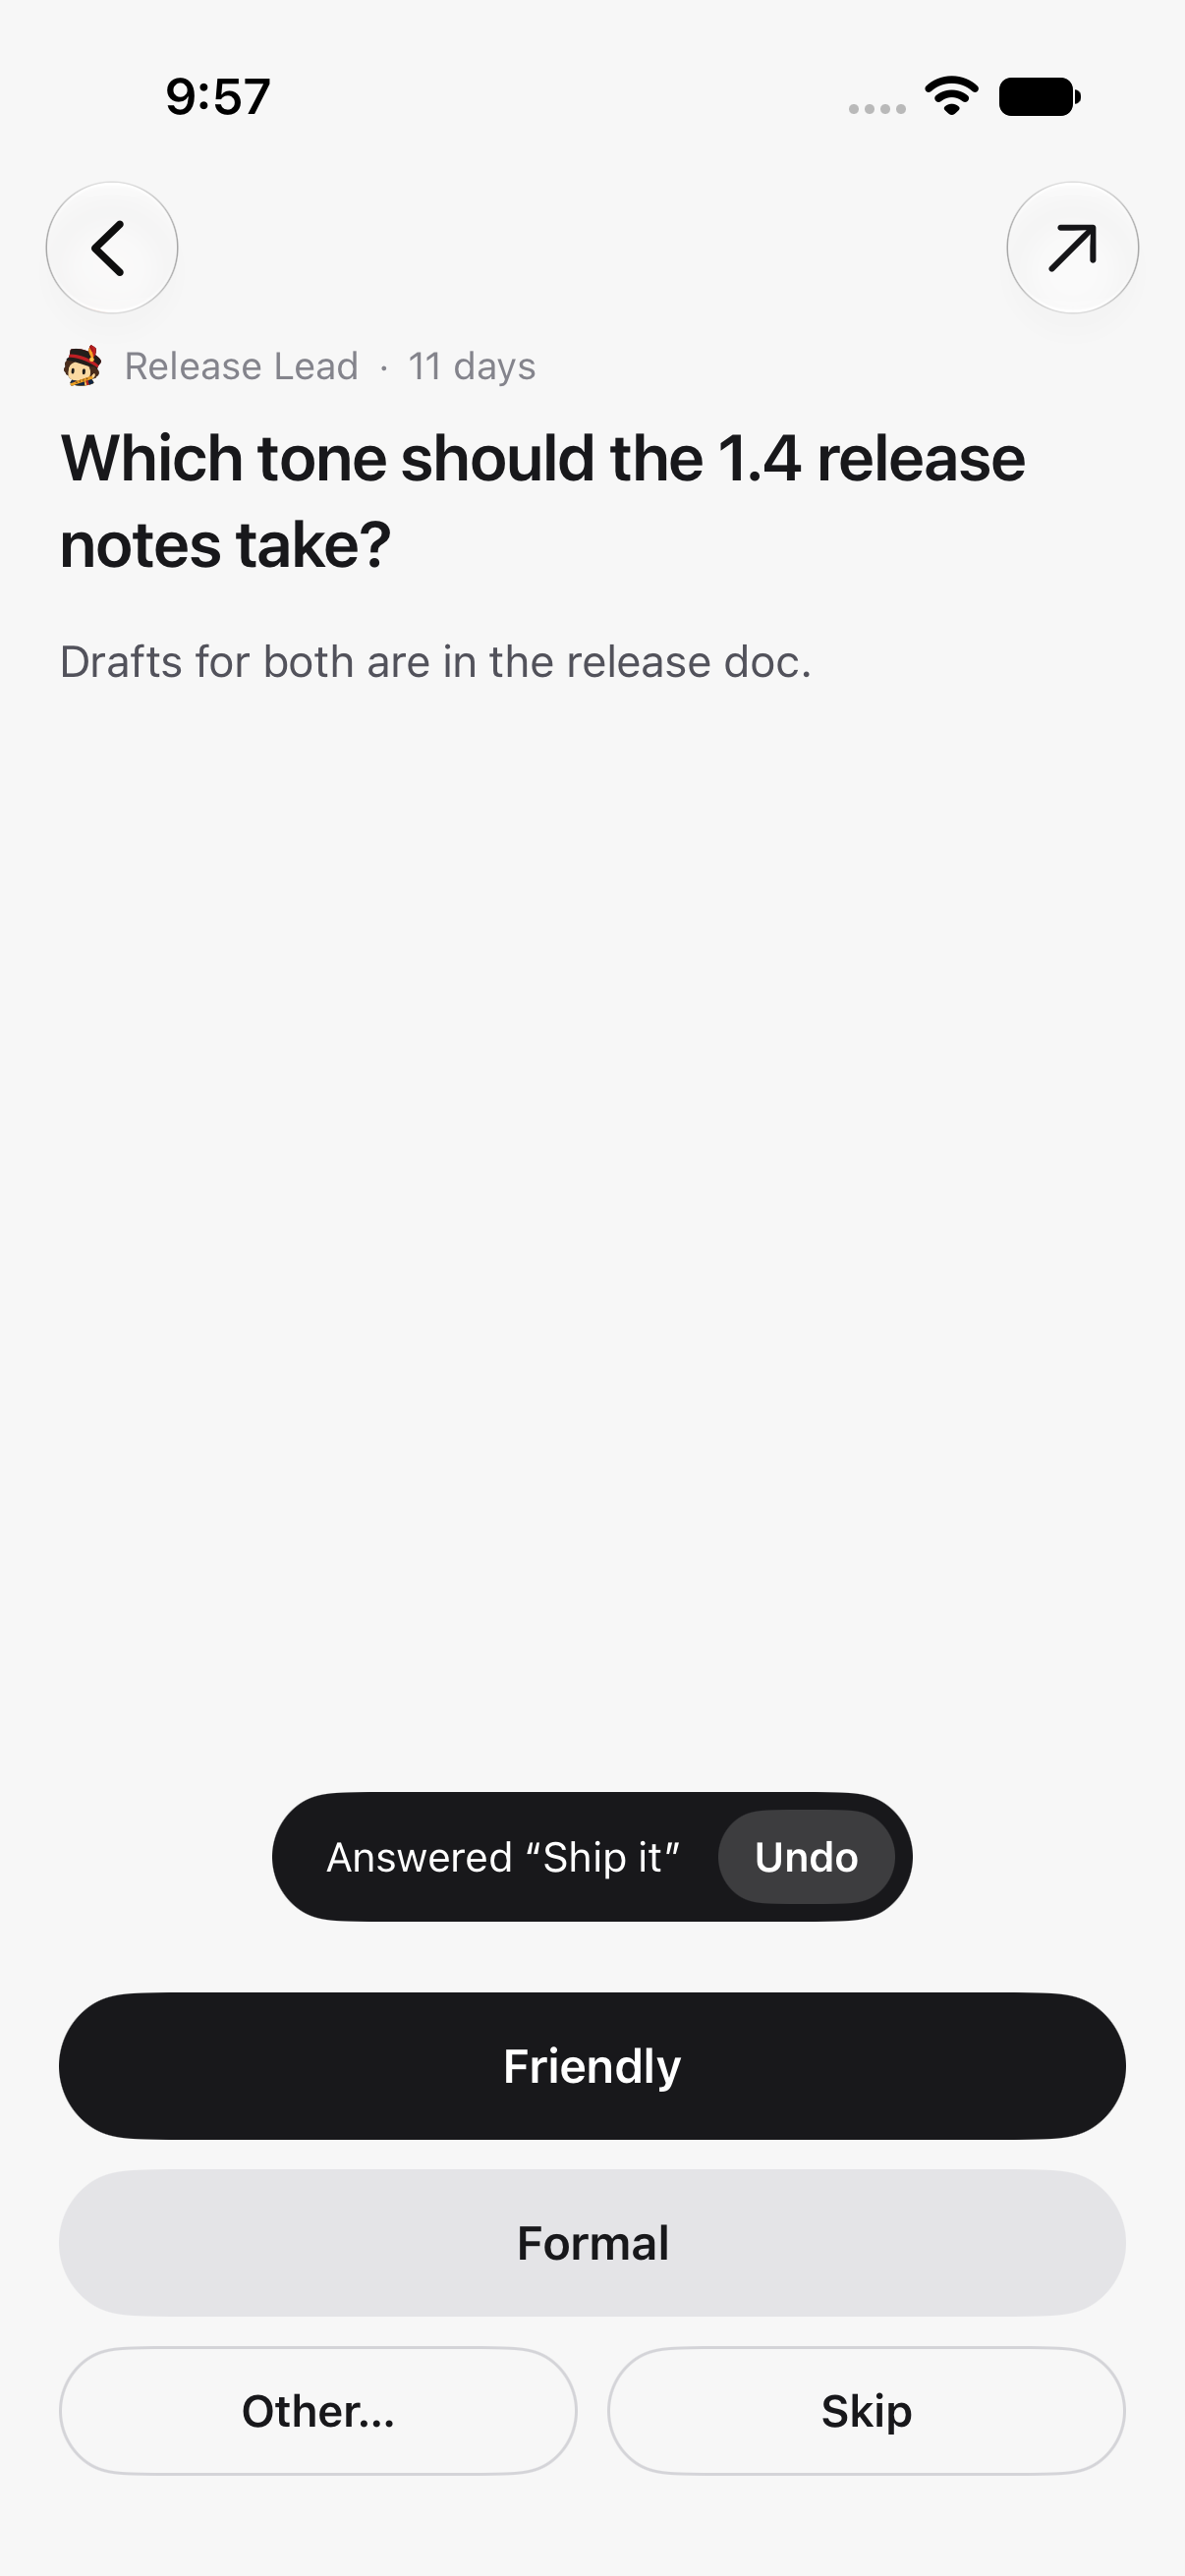 9:57
Release Lead · 11 days
Which tone should the 1.4 release
notes take?
Drafts for both are in the release doc.
Answered “Ship it” Undo
Friendly
Formal
Other... Skip